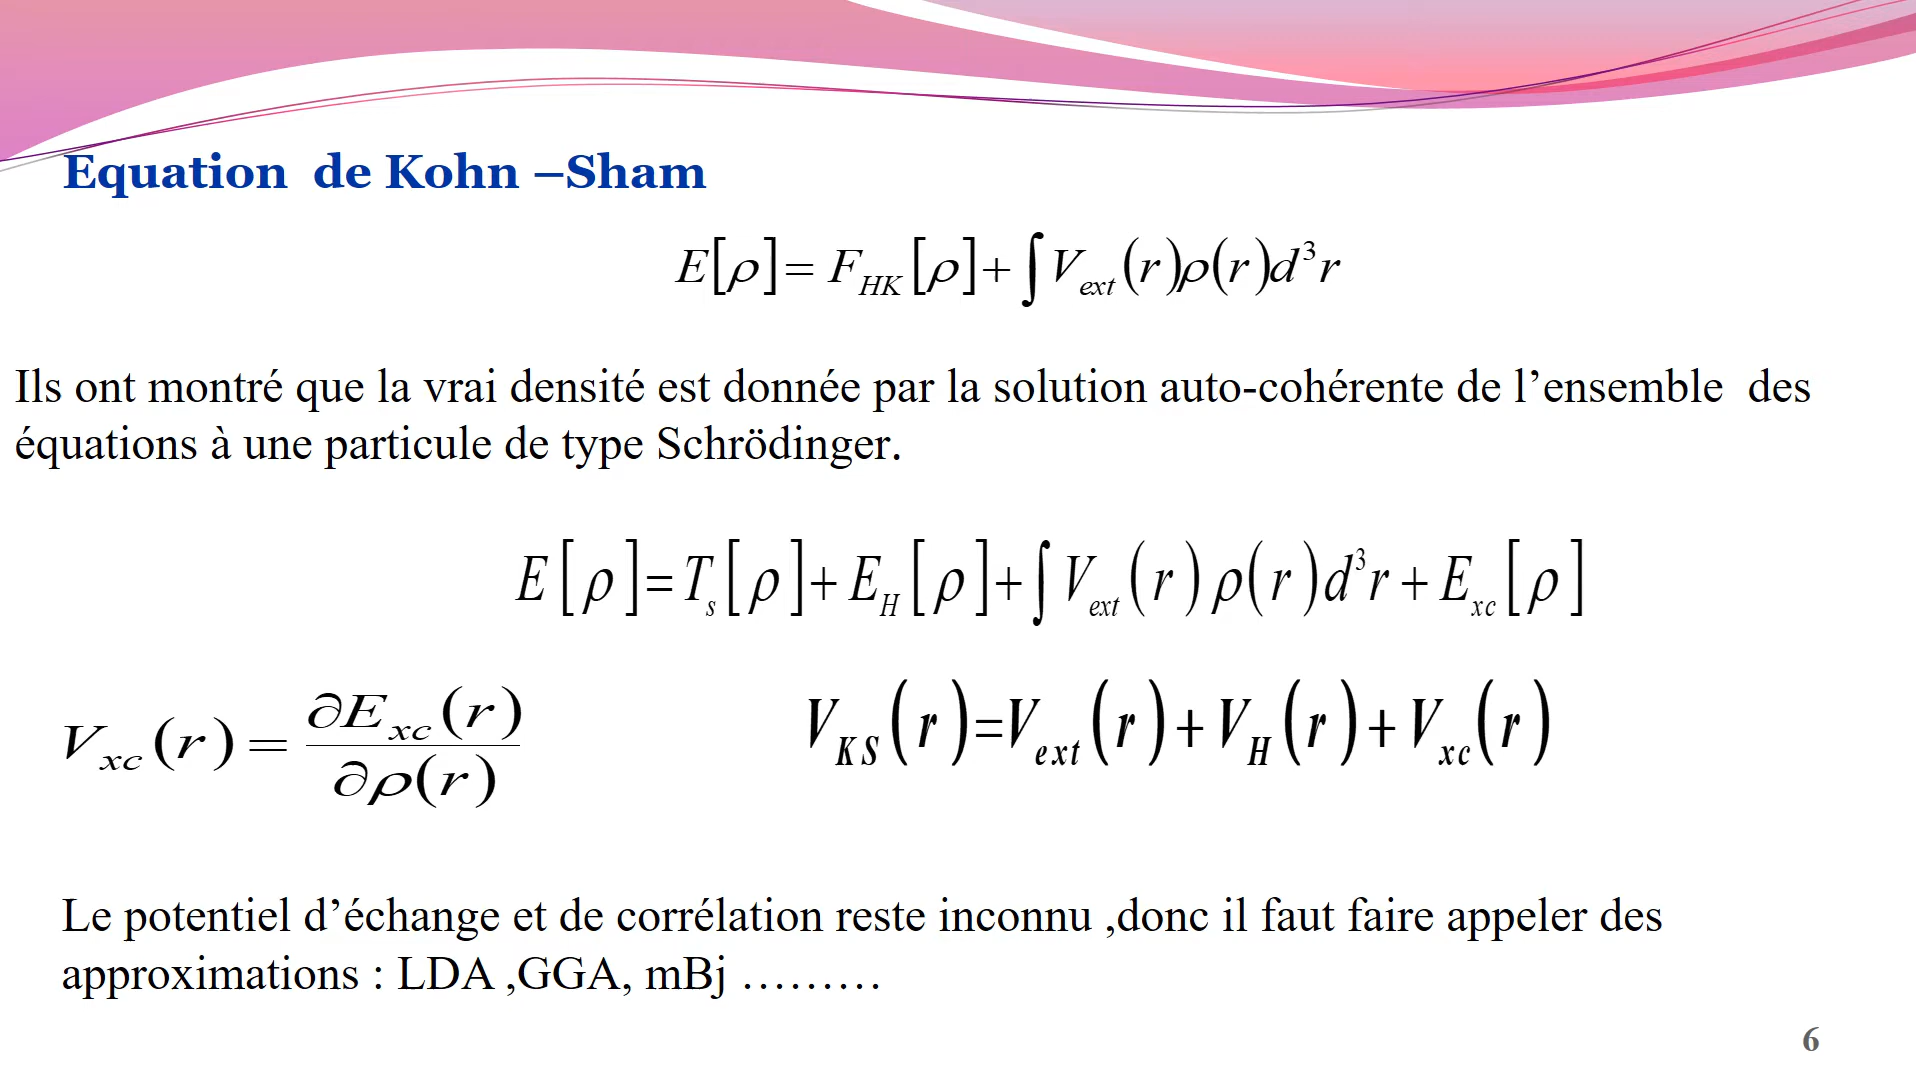 Equation de Kohn –Sham
E[ρ]= F_HK[ρ]+∫V_ext(r)ρ(r)d³r
Ils ont montré que la vrai densité est donnée par la solution auto-cohérente de l’ensemble des
équations à une particule de type Schrödinger.
E[ρ]=T_s[ρ]+E_H[ρ]+∫V_ext(r)ρ(r)d³r+E_xc[ρ]
V_xc(r)=∂E_xc(r)/∂ρ(r)
V_KS(r)=V_ext(r)+V_H(r)+V_xc(r)
Le potentiel d’échange et de corrélation reste inconnu ,donc il faut faire appeler des
approximations : LDA ,GGA, mBj ………
6